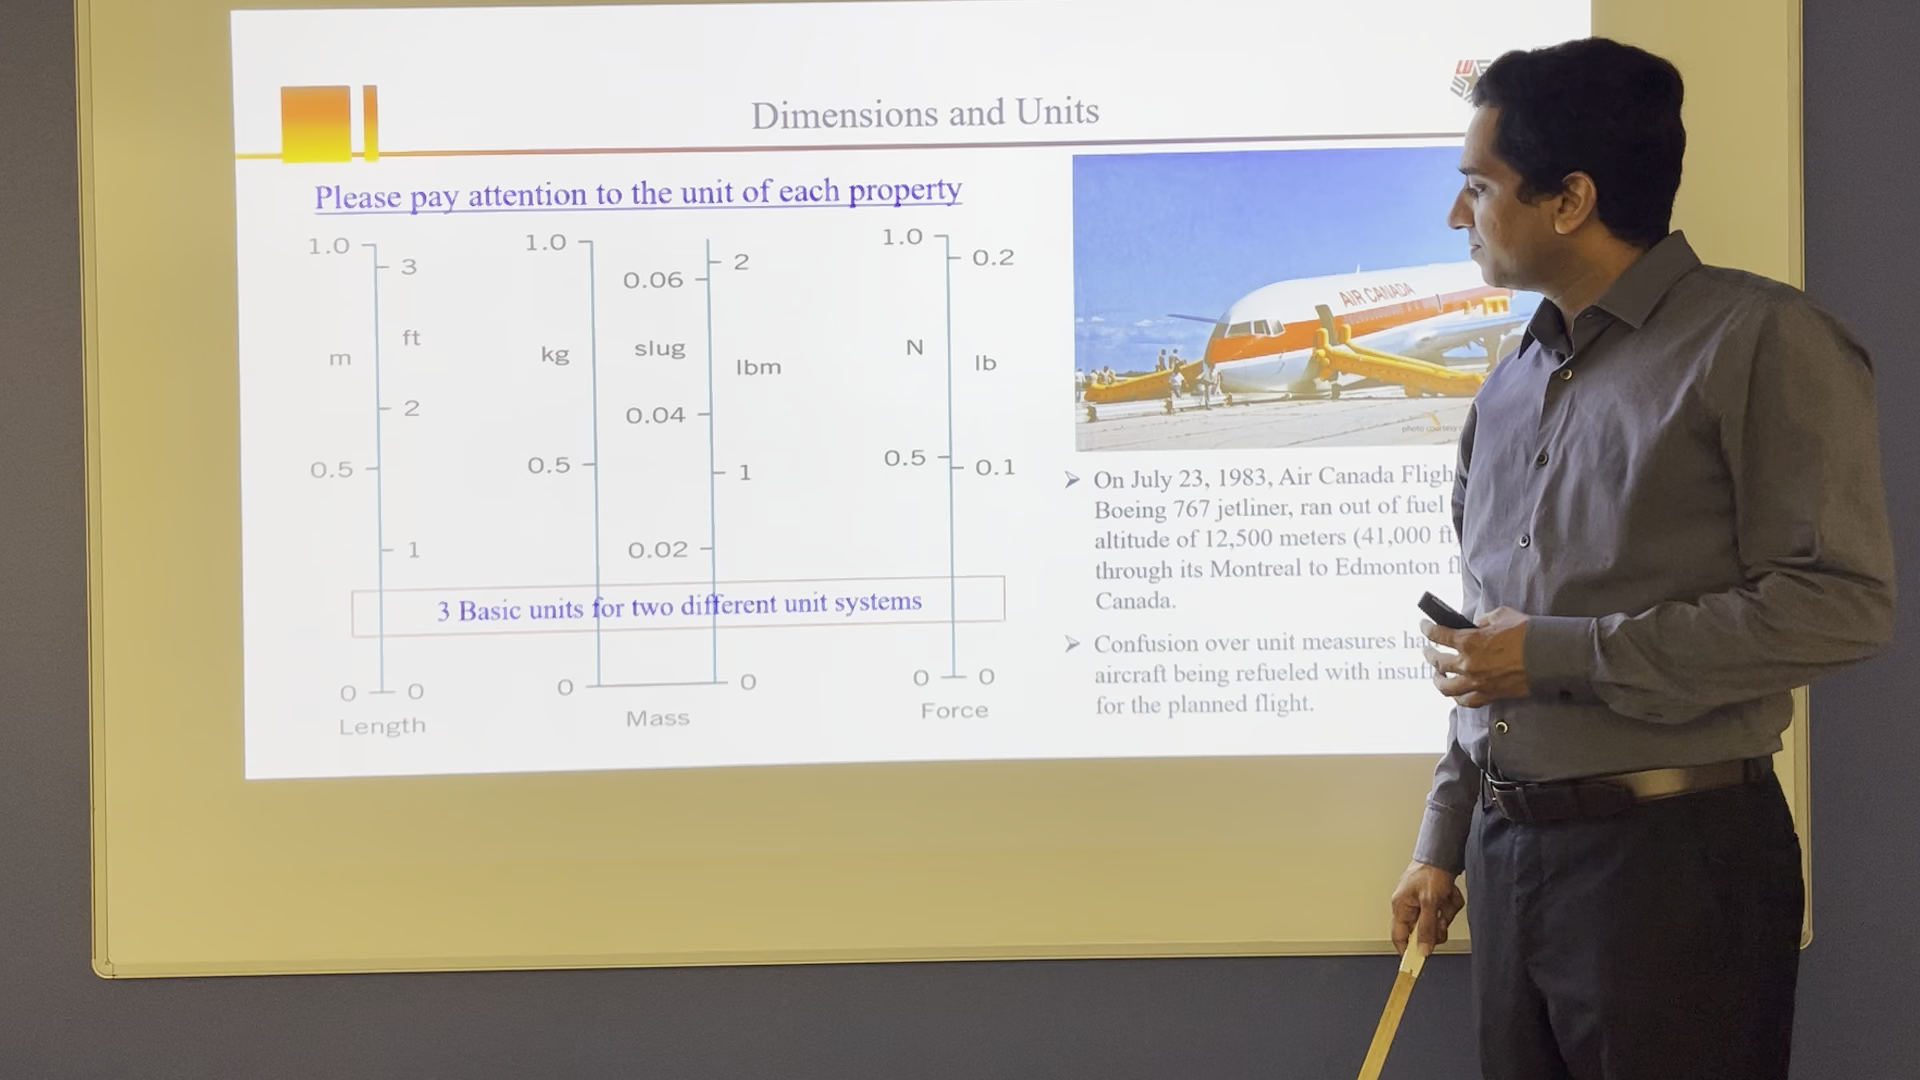 Dimensions and Units
Please pay attention to the unit of each property
1.0
3
ft
m
2
0.5
1
0
0
Length
1.0
0.06
2
kg
slug
lbm
0.04
0.5
1
0.02
0
0
Mass
1.0
0.2
N
lb
0.5
0.1
0
0
Force
3 Basic units for two different unit systems
AIR CANADA
photo courtesy
On July 23, 1983, Air Canada
Boeing 767 jetliner, ran out of fuel
altitude of 12,500 meters (41,000 ft
through its Montreal to Edmonton
Canada.
Confusion over unit measures
aircraft being refueled with
for the planned flight.